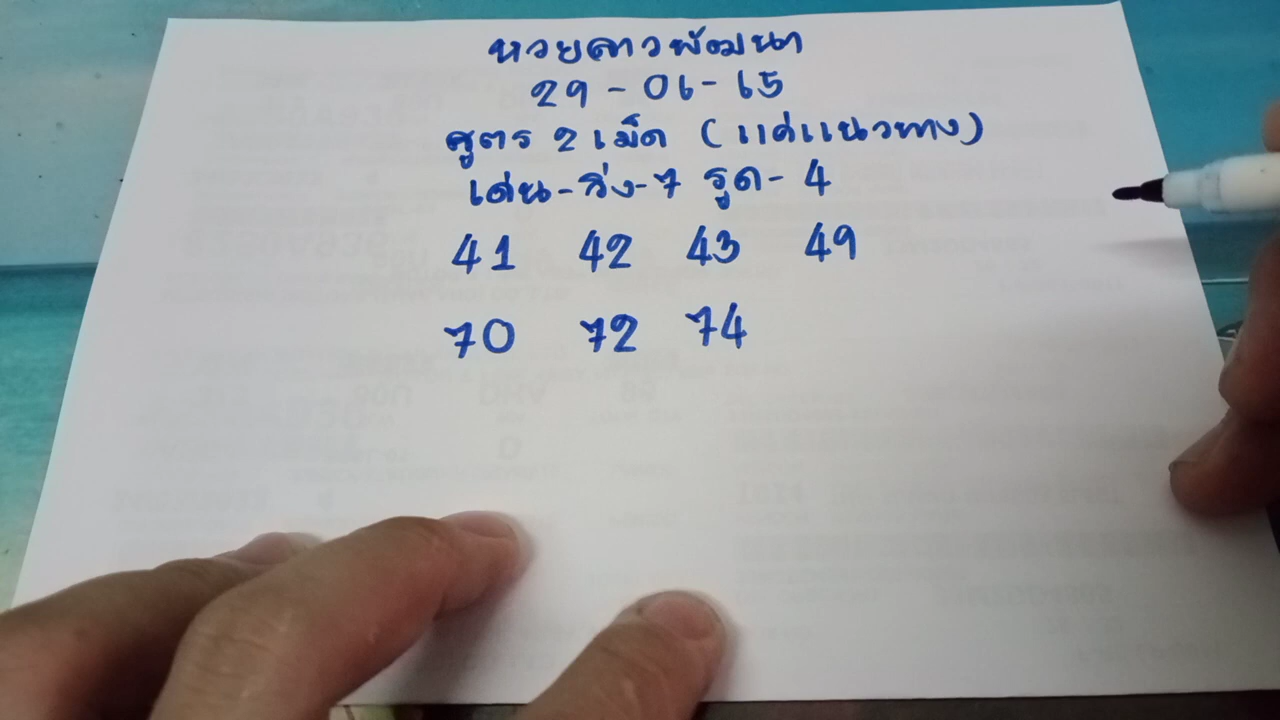 หวยลาวพัฒนา
29-06-65
สูตร 2 เม็ด (แค่แนวทาง)
เด่น-วิ่ง-7 รูด-4
41 42 43 49
70 72 74